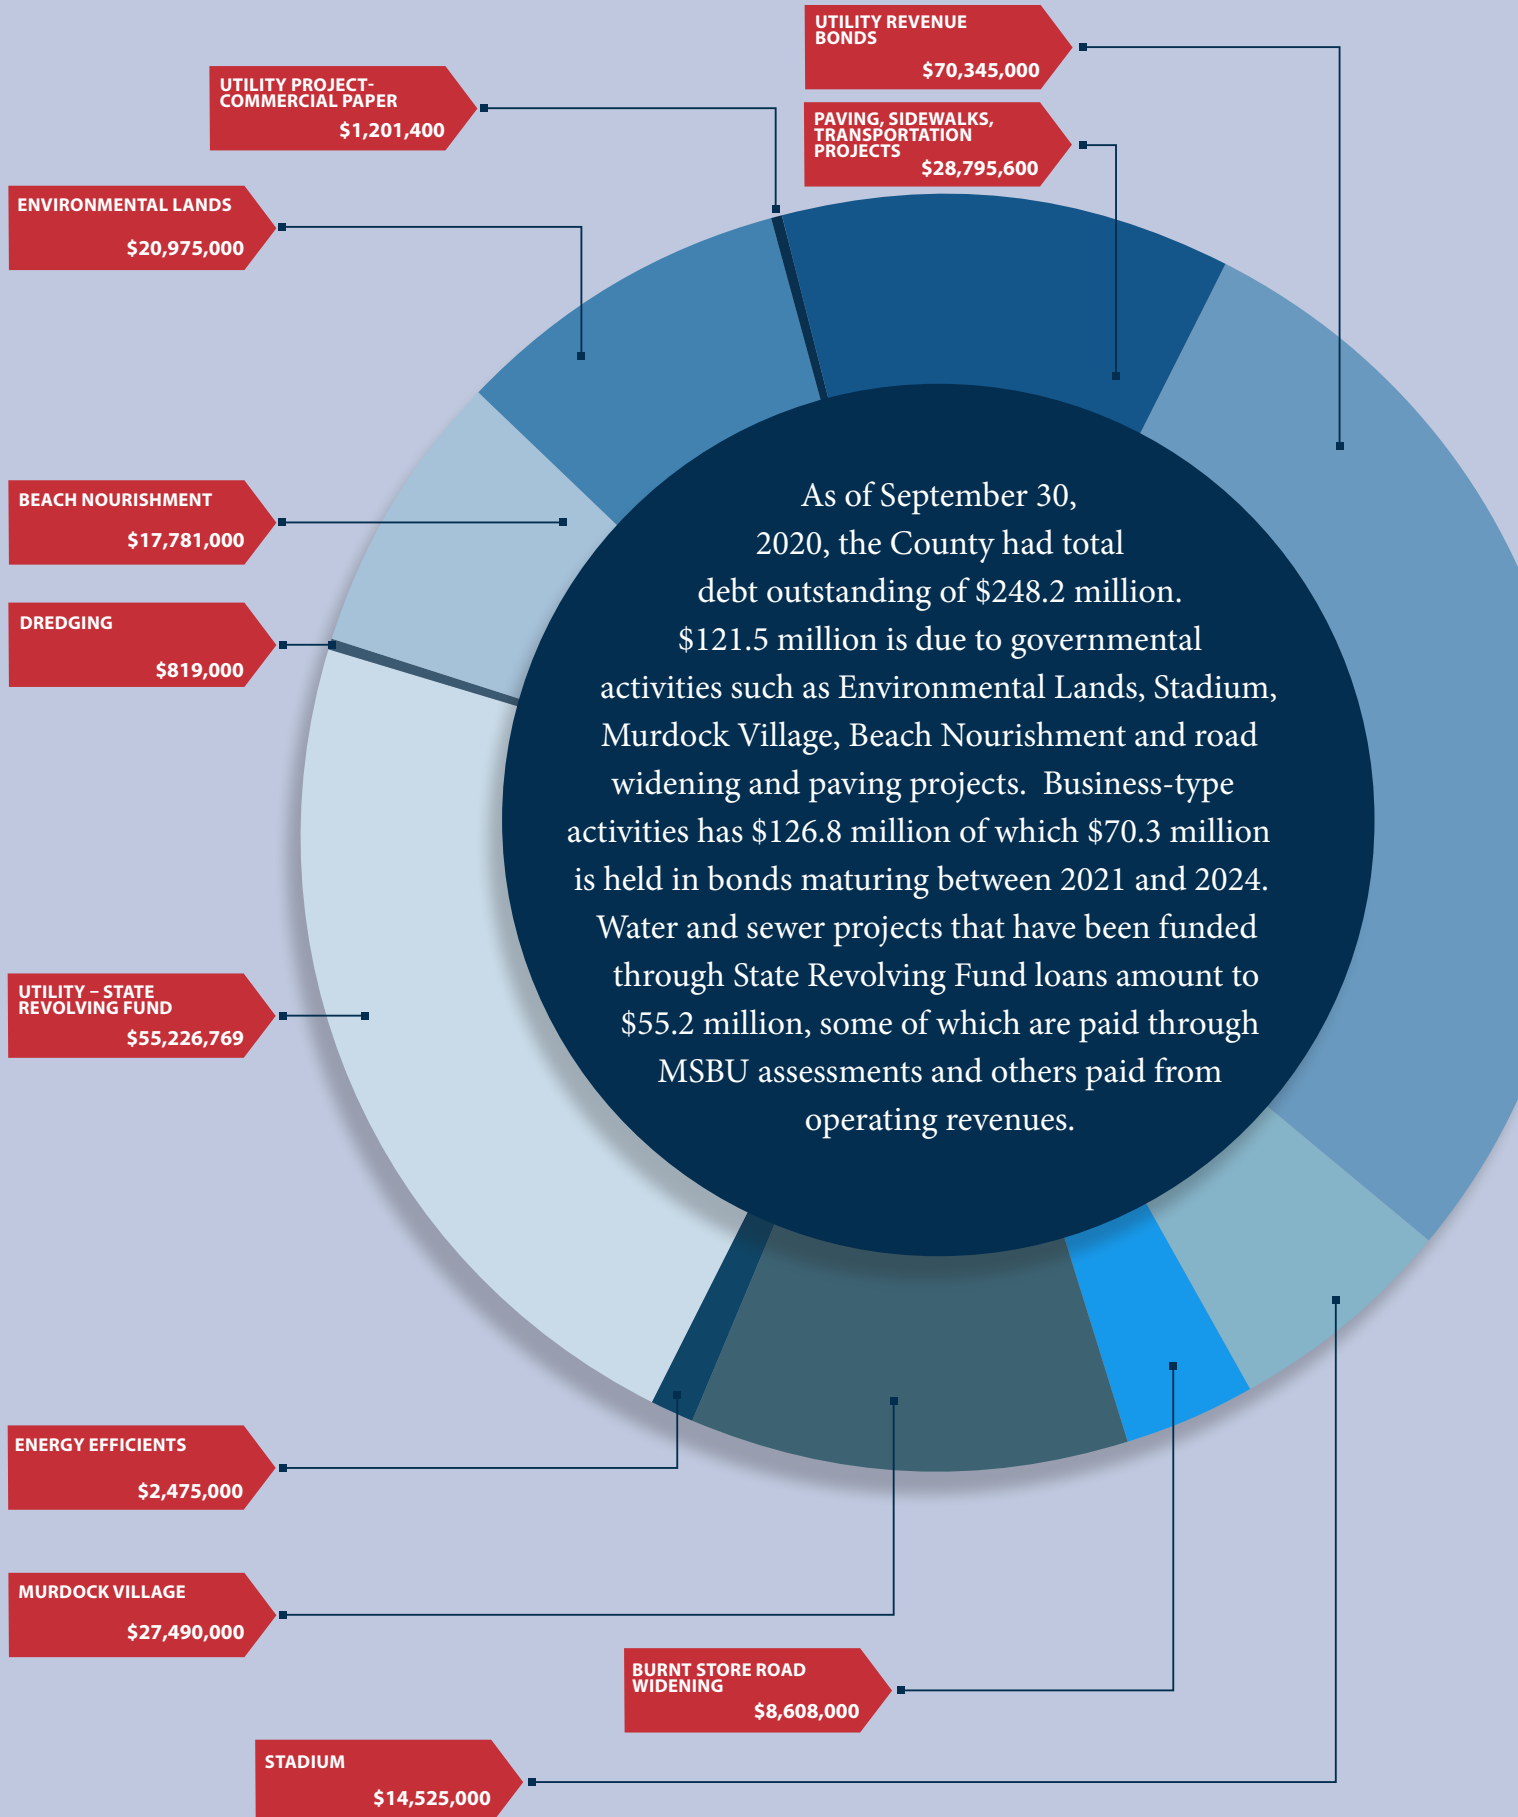 UTILITY REVENUE
BONDS
$70,345,000
UTILITY PROJECT-
COMMERCIAL PAPER
$1,201,400
PAVING, SIDEWALKS,
TRANSPORTATION
PROJECTS
$28,795,600
ENVIRONMENTAL LANDS
$20,975,000
BEACH NOURISHMENT
$17,781,000
DREDGING
$819,000
UTILITY – STATE
REVOLVING FUND
$55,226,769
As of September 30,
2020, the County had total
debt outstanding of $248.2 million.
$121.5 million is due to governmental
activities such as Environmental Lands, Stadium,
Murdock Village, Beach Nourishment and road
widening and paving projects.  Business-type
activities has $126.8 million of which $70.3 million
is held in bonds maturing between 2021 and 2024.
Water and sewer projects that have been funded
through State Revolving Fund loans amount to
$55.2 million, some of which are paid through
MSBU assessments and others paid from
operating revenues.
ENERGY EFFICIENTS
$2,475,000
MURDOCK VILLAGE
$27,490,000
BURNT STORE ROAD
WIDENING
$8,608,000
STADIUM
$14,525,000